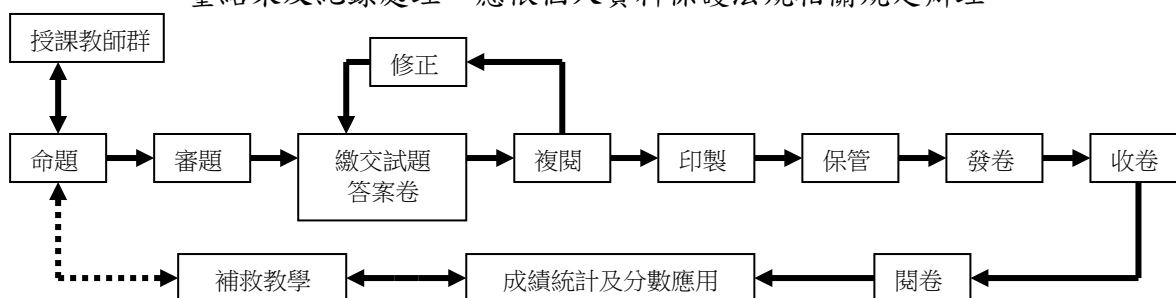 授課教師群
修正
命題
審題
繳交試題
答案卷
複閱
印製
保管
發卷
收卷
補救教學
成績統計及分數應用
閱卷